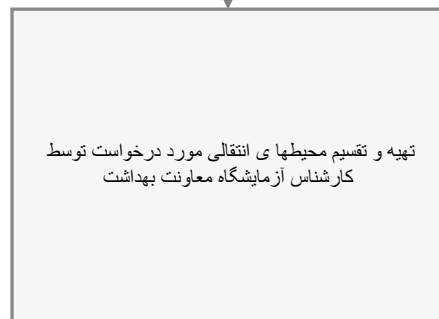 تهیه و تقسیم محیطها ی انتقالی مورد درخواست توسط
کارشناس آزمایشگاه معاونت بهداشت